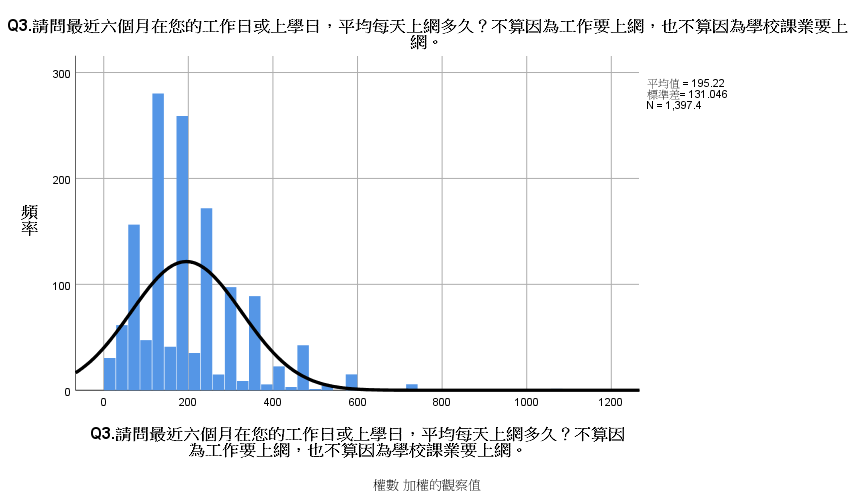 Q3.請問最近六個月在您的工作日或上學日，平均每天上網多久？不算因為工作要上網，也不算因為學校課業要上
網。
平均值 = 195.22
標準差= 131.046
N = 1,397.4
300
200
100
0
頻率
0 200 400 600 800 1000 1200
Q3.請問最近六個月在您的工作日或上學日，平均每天上網多久？不算因
為工作要上網，也不算因為學校課業要上網。
權數 加權的觀察值